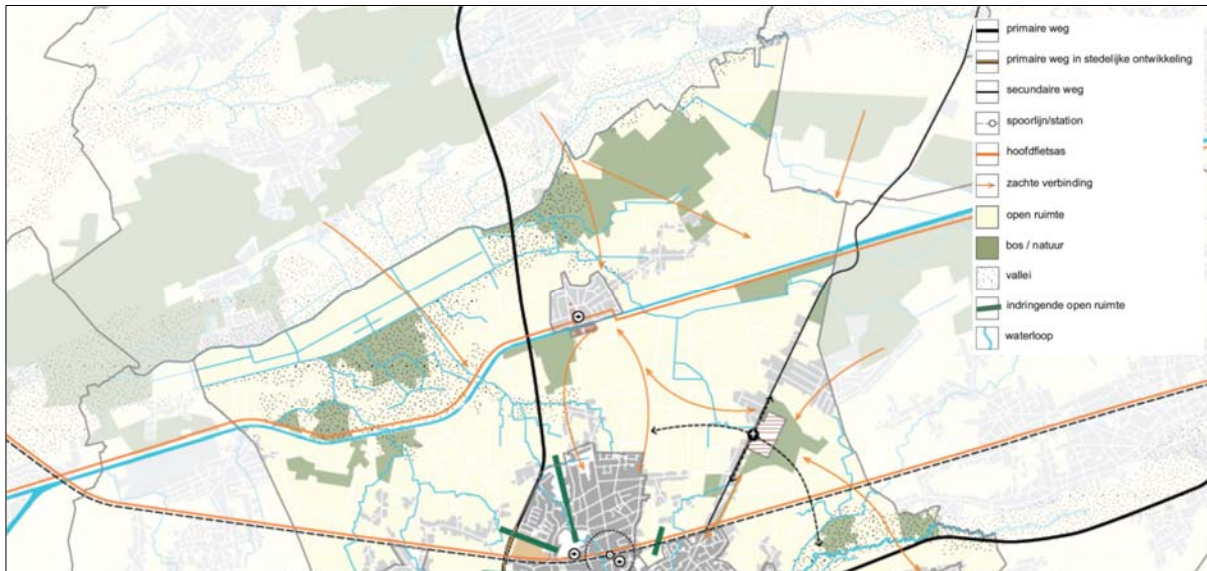 primaire weg
primaire weg in stedelijke ontwikkeling
secundaire weg
spoorlijn/station
hoofdfietsas
zachte verbinding
open ruimte
bos / natuur
vallei
indringende open ruimte
waterloop